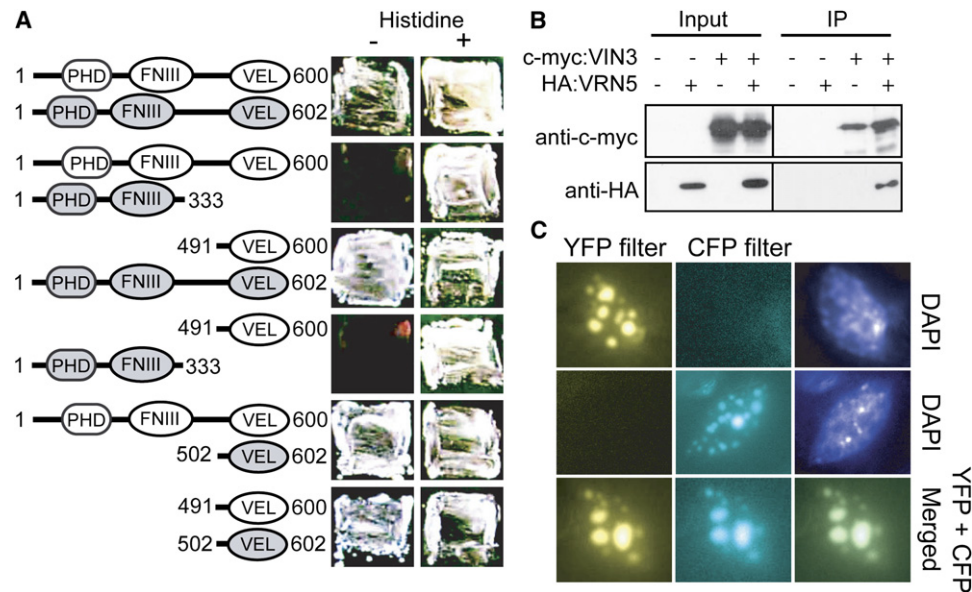 A
Histidine
- +
1 PHD FNIII VEL 600
1 PHD FNIII VEL 602
1 PHD FNIII VEL 600
1 PHD FNIII 333
491 VEL 600
1 PHD FNIII VEL 602
491 VEL 600
1 PHD FNIII 333
1 PHD FNIII VEL 600
502 VEL 602
491 VEL 600
502 VEL 602
B
Input IP
c-myc:VIN3 - - + + - - + +
HA:VRN5 - + - + - + - +
anti-c-myc
anti-HA
C
YFP filter CFP filter
DAPI
DAPI
YFP + CFP
Merged